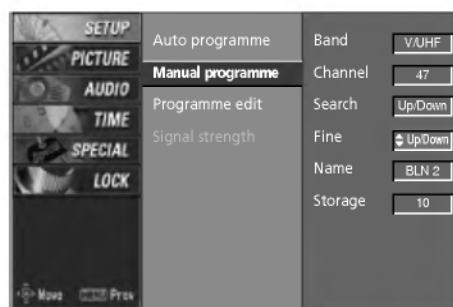 SETUP
PICTURE
AUDIO
TIME
SPECIAL
LOCK
Move MENU Prev
Auto programme
Manual programme
Programme edit
Signal strength
Band V/UHF
Channel 47
Search Up/Down
Fine Up/Down
Name BLN 2
Storage 10